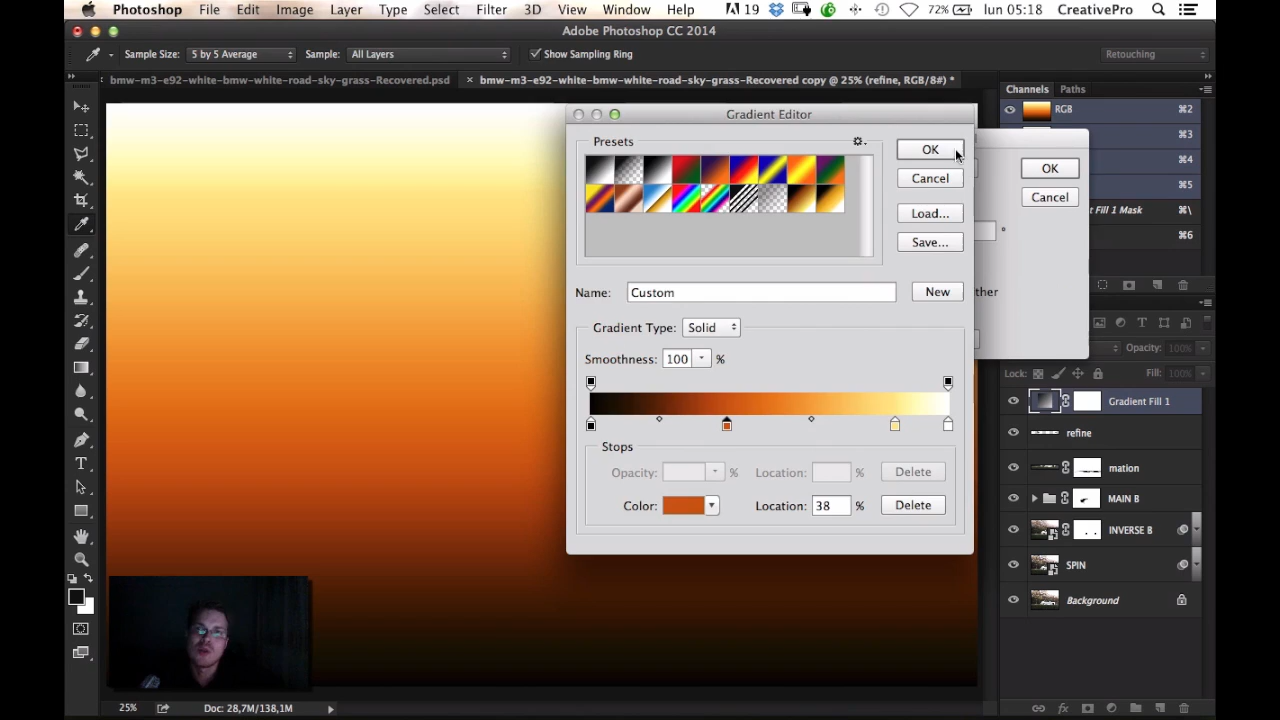 Photoshop File Edit Image Layer Type Select Filter 3D View Window Help 19 72% lun 05:18 CreativePro
Adobe Photoshop CC 2014
Sample Size: 5 by 5 Average Sample: All Layers Show Sampling Ring Retouching
bmw-m3-e92-white-bmw-white-road-sky-grass-Recovered.psd × bmw-m3-e92-white-bmw-white-road-sky-grass-Recovered copy @ 25% (refine, RGB/8#) *
Channels Paths
RGB ⌘2
⌘3
⌘4
⌘5
t Fill 1 Mask ⌘\
⌘6
Gradient Editor
Presets
OK
Cancel
Load...
Save...
OK
Cancel
°
Name: Custom New
ther
Gradient Type: Solid
Smoothness: 100 %
Stops
Opacity: % Location: % Delete
Color: Location: 38 % Delete
Opacity: 100%
Lock: Fill: 100%
Gradient Fill 1
refine
mation
MAIN B
INVERSE B
SPIN
Background
25% Doc: 28,7M/138,1M